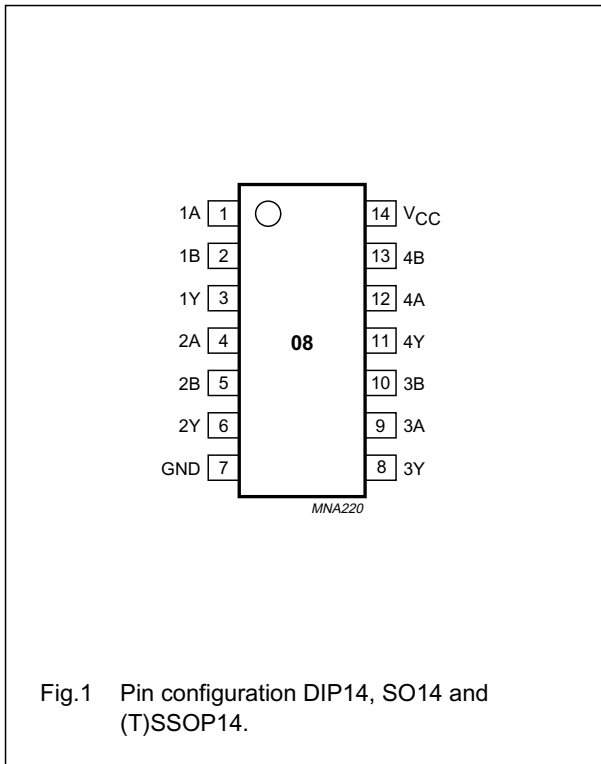 1A 1 14 VCC
1B 2 13 4B
1Y 3 12 4A
2A 4 08 11 4Y
2B 5 10 3B
2Y 6 9 3A
GND 7 8 3Y
MNA220
Fig.1 Pin configuration DIP14, SO14 and
(T)SSOP14.